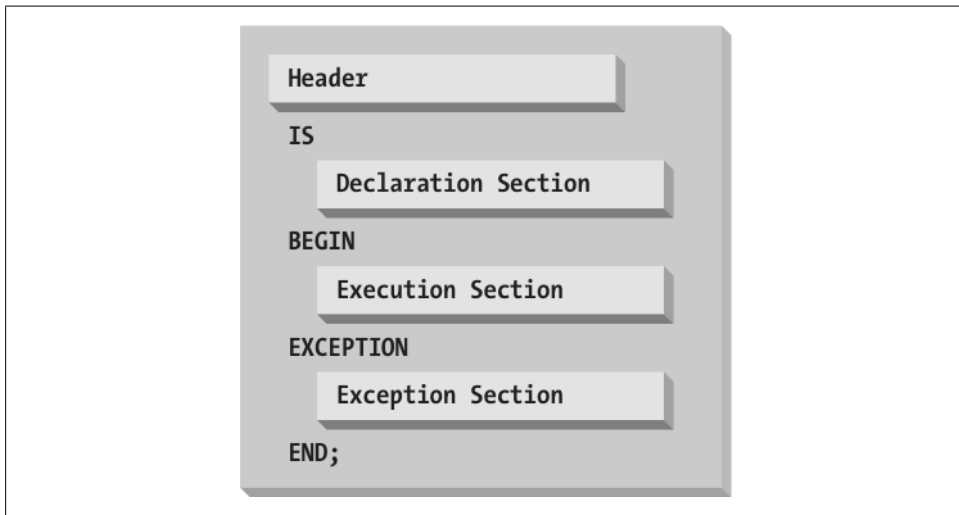 Header
IS
Declaration Section
BEGIN
Execution Section
EXCEPTION
Exception Section
END;